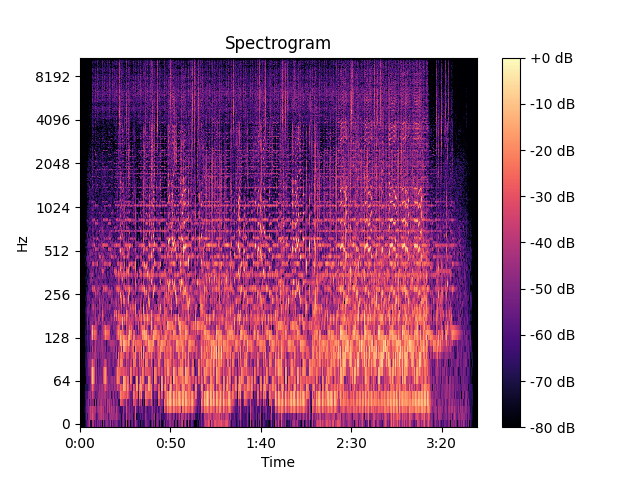 Spectrogram
8192
4096
2048
1024
512
256
128
64
0
Hz
0:00 0:50 1:40 2:30 3:20
Time
+0 dB
-10 dB
-20 dB
-30 dB
-40 dB
-50 dB
-60 dB
-70 dB
-80 dB